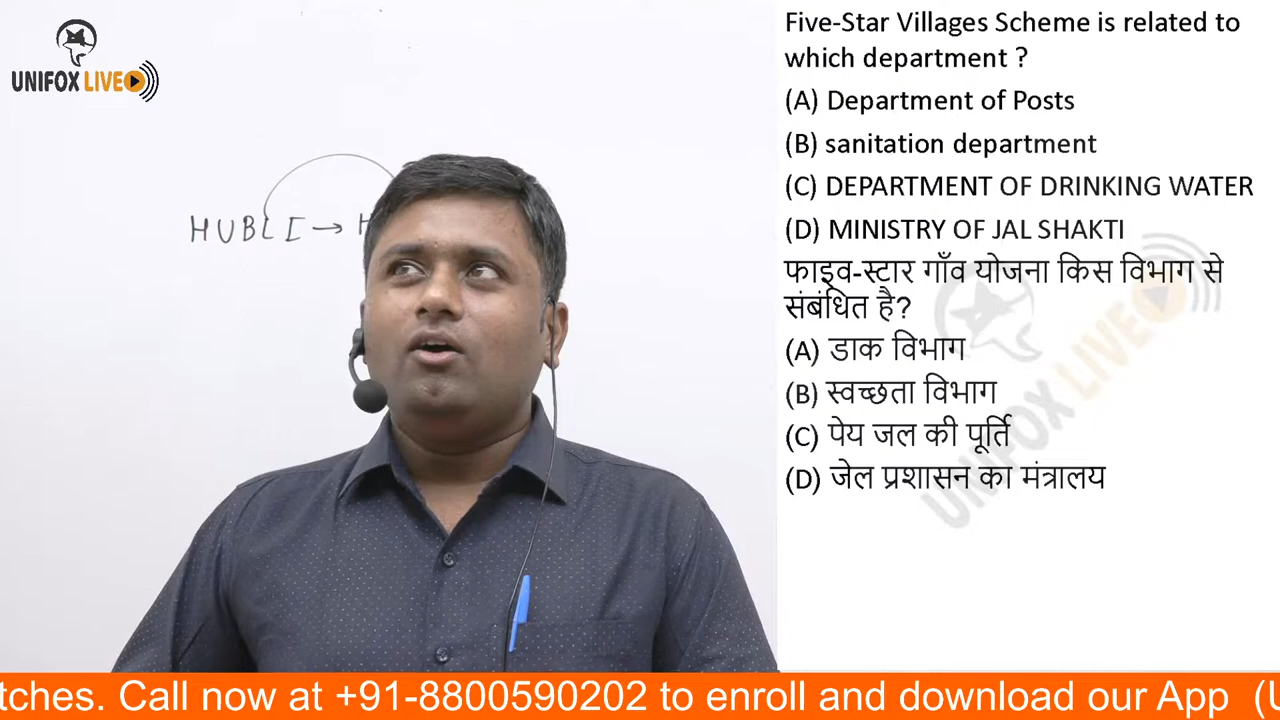 UNIFOX LIVE
HUBLI → H
Five-Star Villages Scheme is related to
which department ?
(A) Department of Posts
(B) sanitation department
(C) DEPARTMENT OF DRINKING WATER
(D) MINISTRY OF JAL SHAKTI
फाइव-स्टार गाँव योजना किस विभाग से
संबंधित है?
(A) डाक विभाग
(B) स्वच्छता विभाग
(C) पेय जल की पूर्ति
(D) जेल प्रशासन का मंत्रालय
UNIFOX LIVE
tches. Call now at +91-8800590202 to enroll and download our App (U